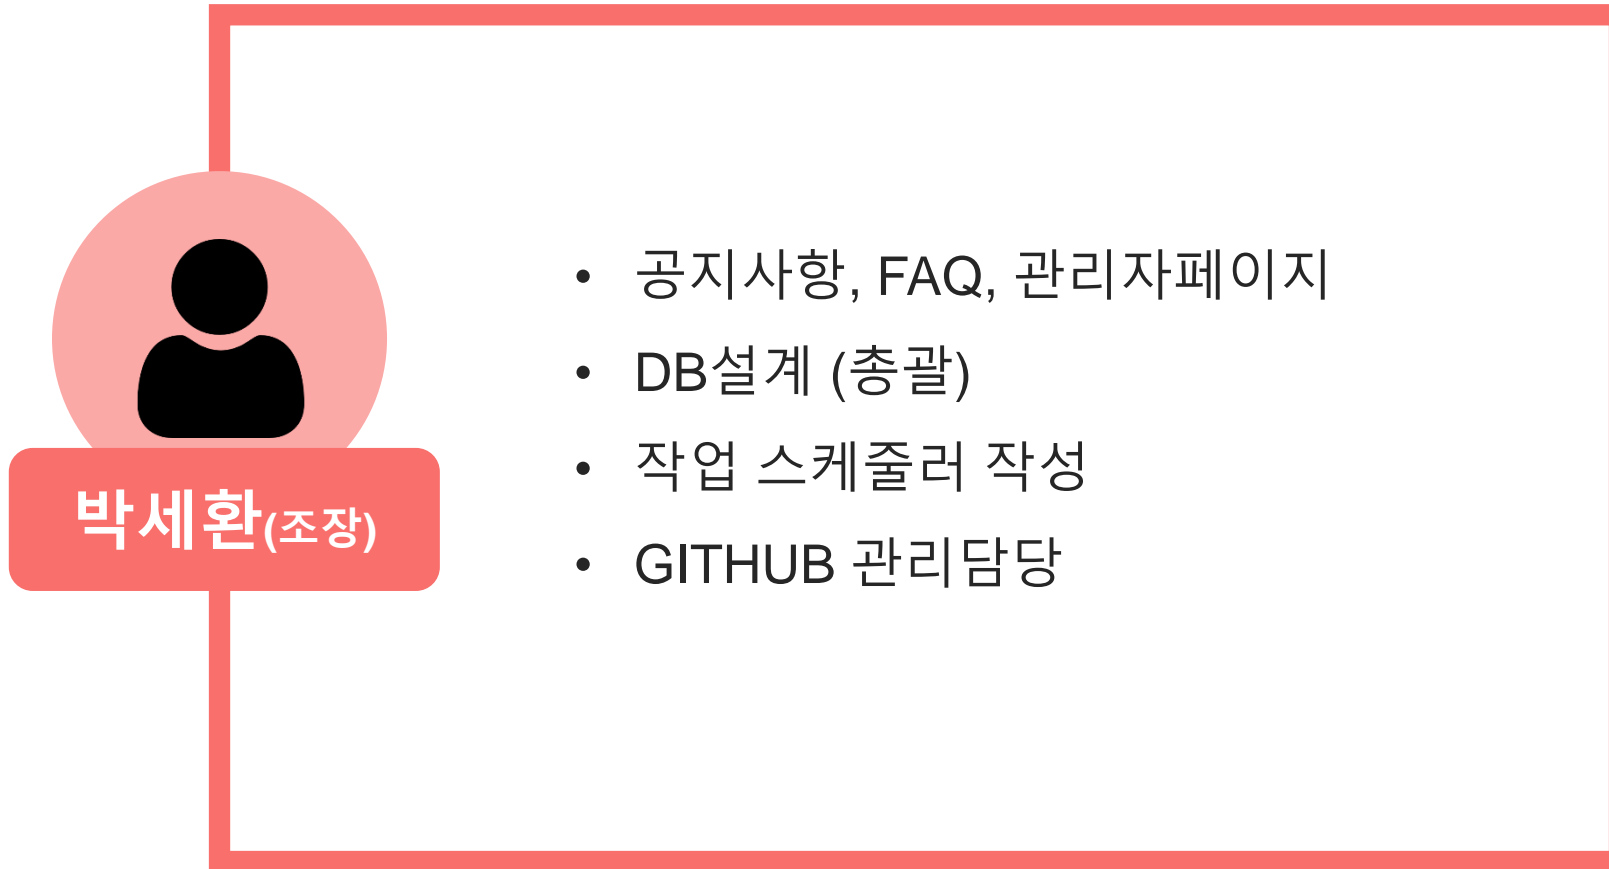 박세환(조장)
• 공지사항, FAQ, 관리자페이지
• DB설계 (총괄)
• 작업 스케줄러 작성
• GITHUB 관리담당